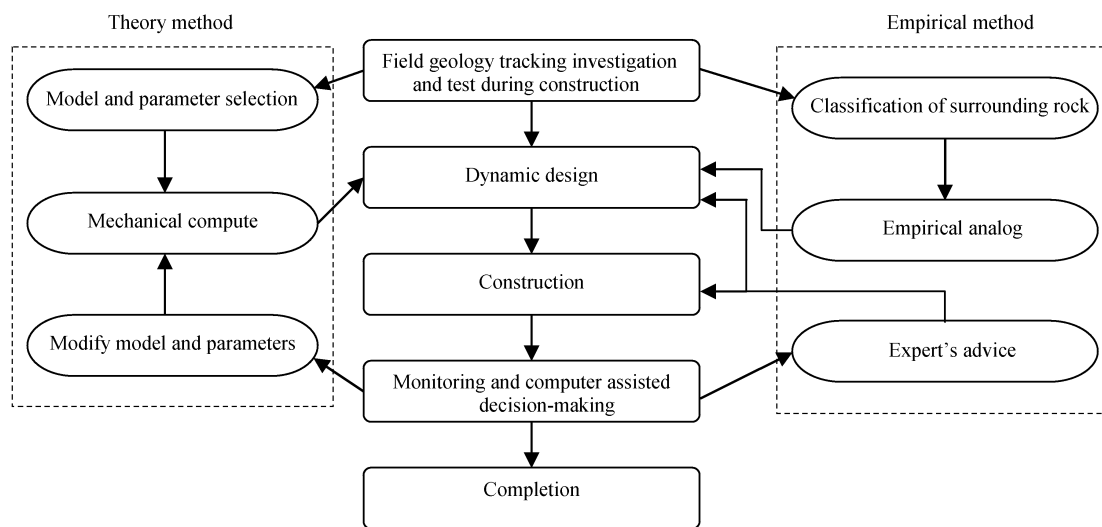 Theory method
Empirical method
Field geology tracking investigation
and test during construction
Model and parameter selection
Classification of surrounding rock
Dynamic design
Mechanical compute
Empirical analog
Construction
Modify model and parameters
Expert's advice
Monitoring and computer assisted
decision-making
Completion